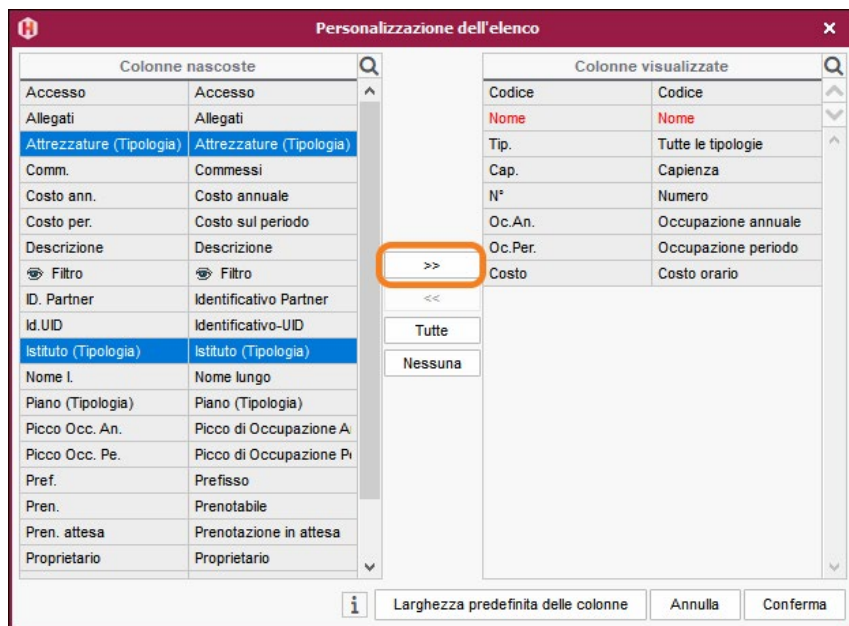 Personalizzazione dell'elenco
Colonne nascoste
Accesso Accesso
Allegati Allegati
Attrezzature (Tipologia) Attrezzature (Tipologia)
Comm. Commessi
Costo ann. Costo annuale
Costo per. Costo sul periodo
Descrizione Descrizione
Filtro Filtro
ID. Partner Identificativo Partner
Id.UID Identificativo-UID
Istituto (Tipologia) Istituto (Tipologia)
Nome l. Nome lungo
Piano (Tipologia) Piano (Tipologia)
Picco Occ. An. Picco di Occupazione A
Picco Occ. Pe. Picco di Occupazione P
Pref. Prefisso
Pren. Prenotabile
Pren. attesa Prenotazione in attesa
Proprietario Proprietario
>>
<<
Tutte
Nessuna
Colonne visualizzate
Codice Codice
Nome Nome
Tip. Tutte le tipologie
Cap. Capienza
N° Numero
Oc.An. Occupazione annuale
Oc.Per. Occupazione periodo
Costo Costo orario
i Larghezza predefinita delle colonne Annulla Conferma